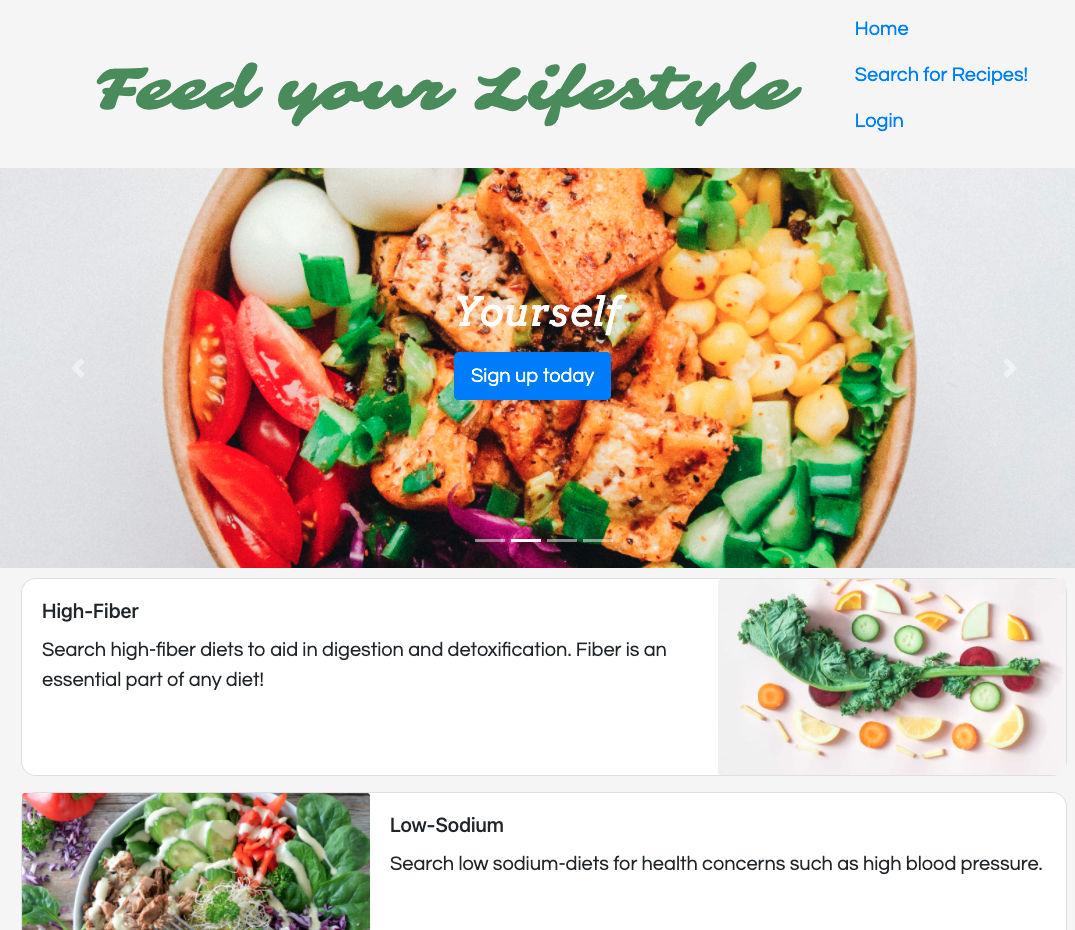 Feed your Lifestyle
Home
Search for Recipes!
Login
Yourself
Sign up today
High-Fiber
Search high-fiber diets to aid in digestion and detoxification. Fiber is an
essential part of any diet!
Low-Sodium
Search low sodium-diets for health concerns such as high blood pressure.